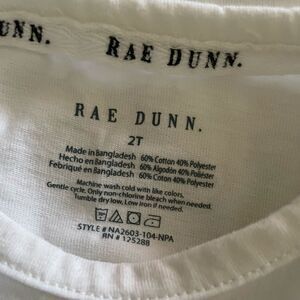 UNN.
RAE DUNN.
RAE DUNN.
2T
Made in Bangladesh 60% Cotton 40% Polyester
Hecho en Bangladesh 60% Algodón 40% Poliéster
Fabriqué en Bangladesh 60% Coton 40% Polyester
Machine wash cold with like colors.
Gentle cycle. Only non-chlorine bleach when needed.
Tumble dry low, Low iron if needed.
STYLE # NA2603-104-NPA
RN # 125288